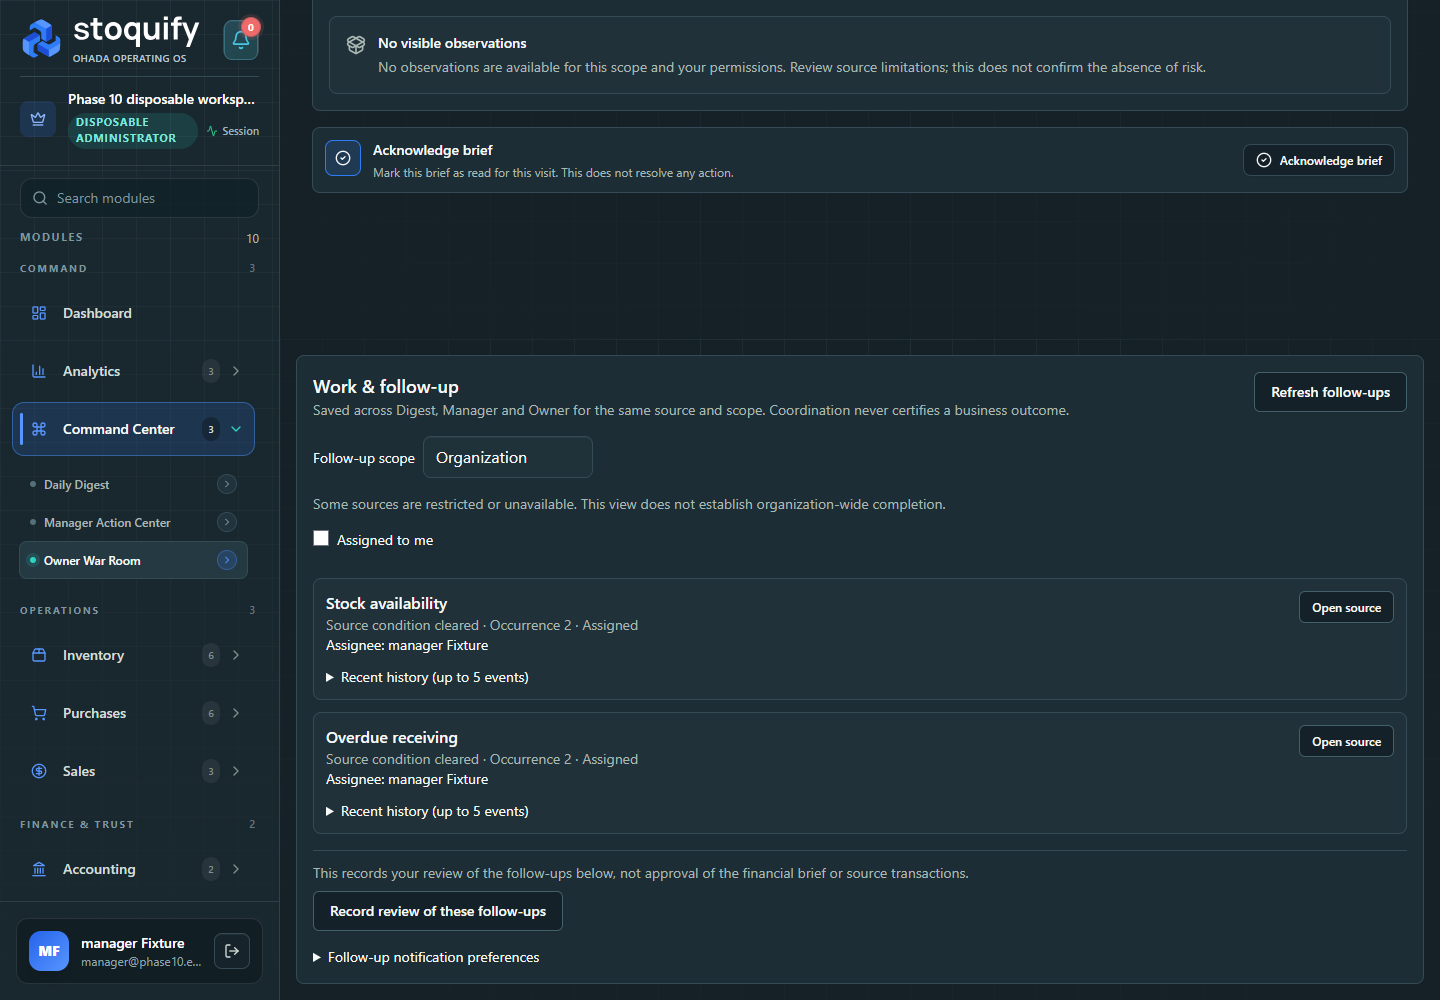 stoquify
OHADA OPERATING OS
0
Phase 10 disposable worksp...
DISPOSABLE
ADMINISTRATOR
Session
Search modules
MODULES
10
COMMAND
3
Dashboard
Analytics
3
Command Center
3
Daily Digest
Manager Action Center
Owner War Room
OPERATIONS
3
Inventory
6
Purchases
6
Sales
3
FINANCE & TRUST
2
Accounting
2
MF
manager Fixture
manager@phase10.e...
No visible observations
No observations are available for this scope and your permissions. Review source limitations; this does not confirm the absence of risk.
Acknowledge brief
Mark this brief as read for this visit. This does not resolve any action.
Acknowledge brief
Work & follow-up
Saved across Digest, Manager and Owner for the same source and scope. Coordination never certifies a business outcome.
Refresh follow-ups
Follow-up scope
Organization
Some sources are restricted or unavailable. This view does not establish organization-wide completion.
Assigned to me
Stock availability
Source condition cleared · Occurrence 2 · Assigned
Assignee: manager Fixture
Recent history (up to 5 events)
Open source
Overdue receiving
Source condition cleared · Occurrence 2 · Assigned
Assignee: manager Fixture
Recent history (up to 5 events)
Open source
This records your review of the follow-ups below, not approval of the financial brief or source transactions.
Record review of these follow-ups
Follow-up notification preferences